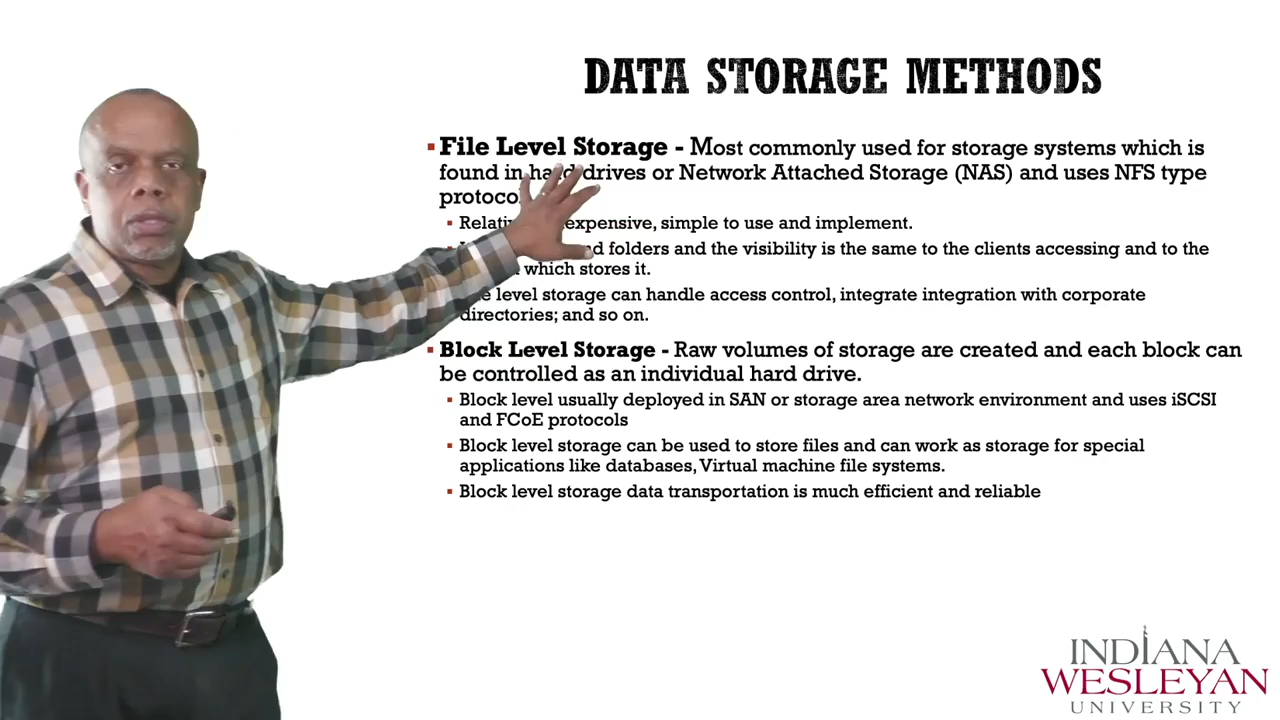 DATA STORAGE METHODS
▪ File Level Storage - Most commonly used for storage systems which is
found in hard drives or Network Attached Storage (NAS) and uses NFS type
▪ expensive, simple to use and implement.
folders and the visibility is the same to the clients accessing and to the
which stores it.
level storage can handle access control, integrate integration with corporate
directories; and so on.
▪ Block Level Storage - Raw volumes of storage are created and each block can
be controlled as an individual hard drive.
▪ Block level usually deployed in SAN or storage area network environment and uses iSCSI
and FCoE protocols
▪ Block level storage can be used to store files and can work as storage for special
applications like databases, Virtual machine file systems.
▪ Block level storage data transportation is much efficient and reliable
INDIANA
WESLEYAN
UNIVERSITY